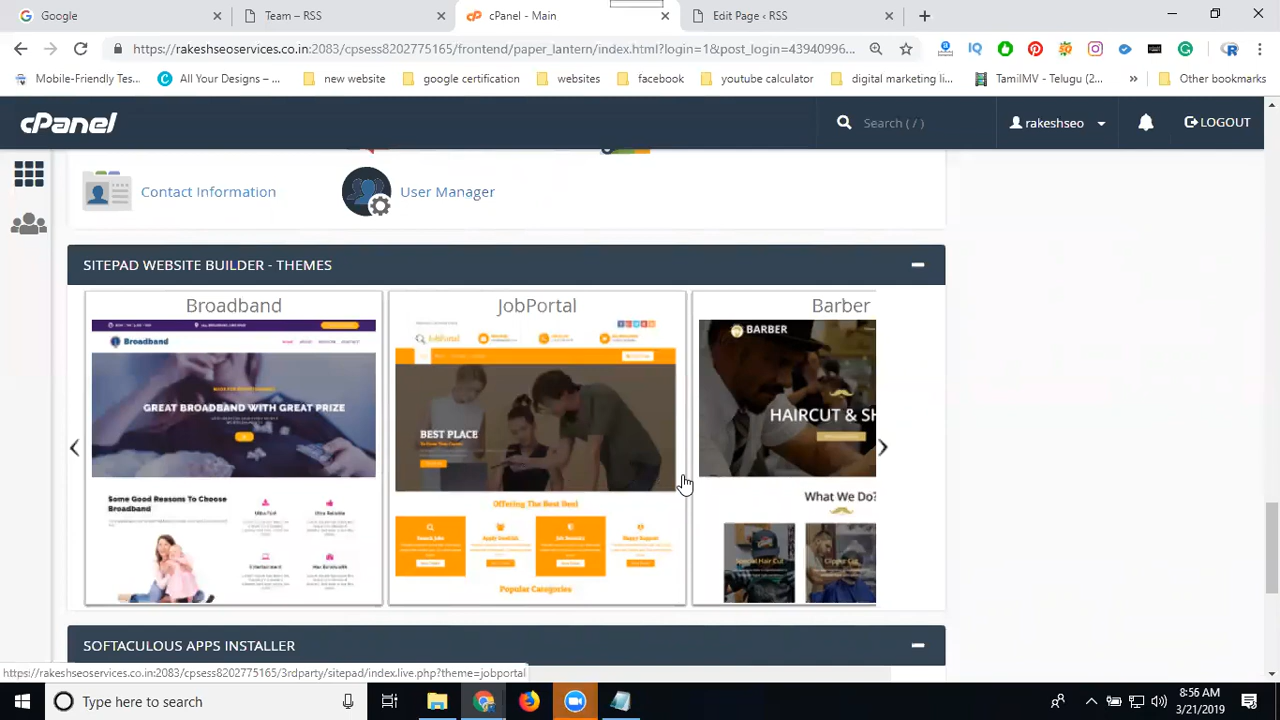 Google
Team – RSS
cPanel - Main
Edit Page ‹ RSS
https://rakeshseoservices.co.in:2083/cpsess8202775165/frontend/paper_lantern/index.html?login=1&post_login=43940996...
Mobile-Friendly Tes...
All Your Designs – ...
new website
google certification
websites
facebook
youtube calculator
digital marketing li...
TamilMV - Telugu (2...
»
Other bookmarks
cPanel
Search ( / )
rakeshseo
LOGOUT
Contact Information
User Manager
SITEPAD WEBSITE BUILDER - THEMES
Broadband
JobPortal
Barber
Broadband
JobPortal
BARBER
GREAT BROADBAND WITH GREAT PRIZE
BEST PLACE
HAIRCUT & SH
Some Good Reasons To Choose
Broadband
Offering The Best Deal
What We Do?
Special Hair Cut
Popular Categories
SOFTACULOUS APPS INSTALLER
https://rakeshseoservices.co.in:2083/cpsess8202775165/3rdparty/sitepad/index.live.php?theme=jobportal
Type here to search
8:56 AM
3/21/2019